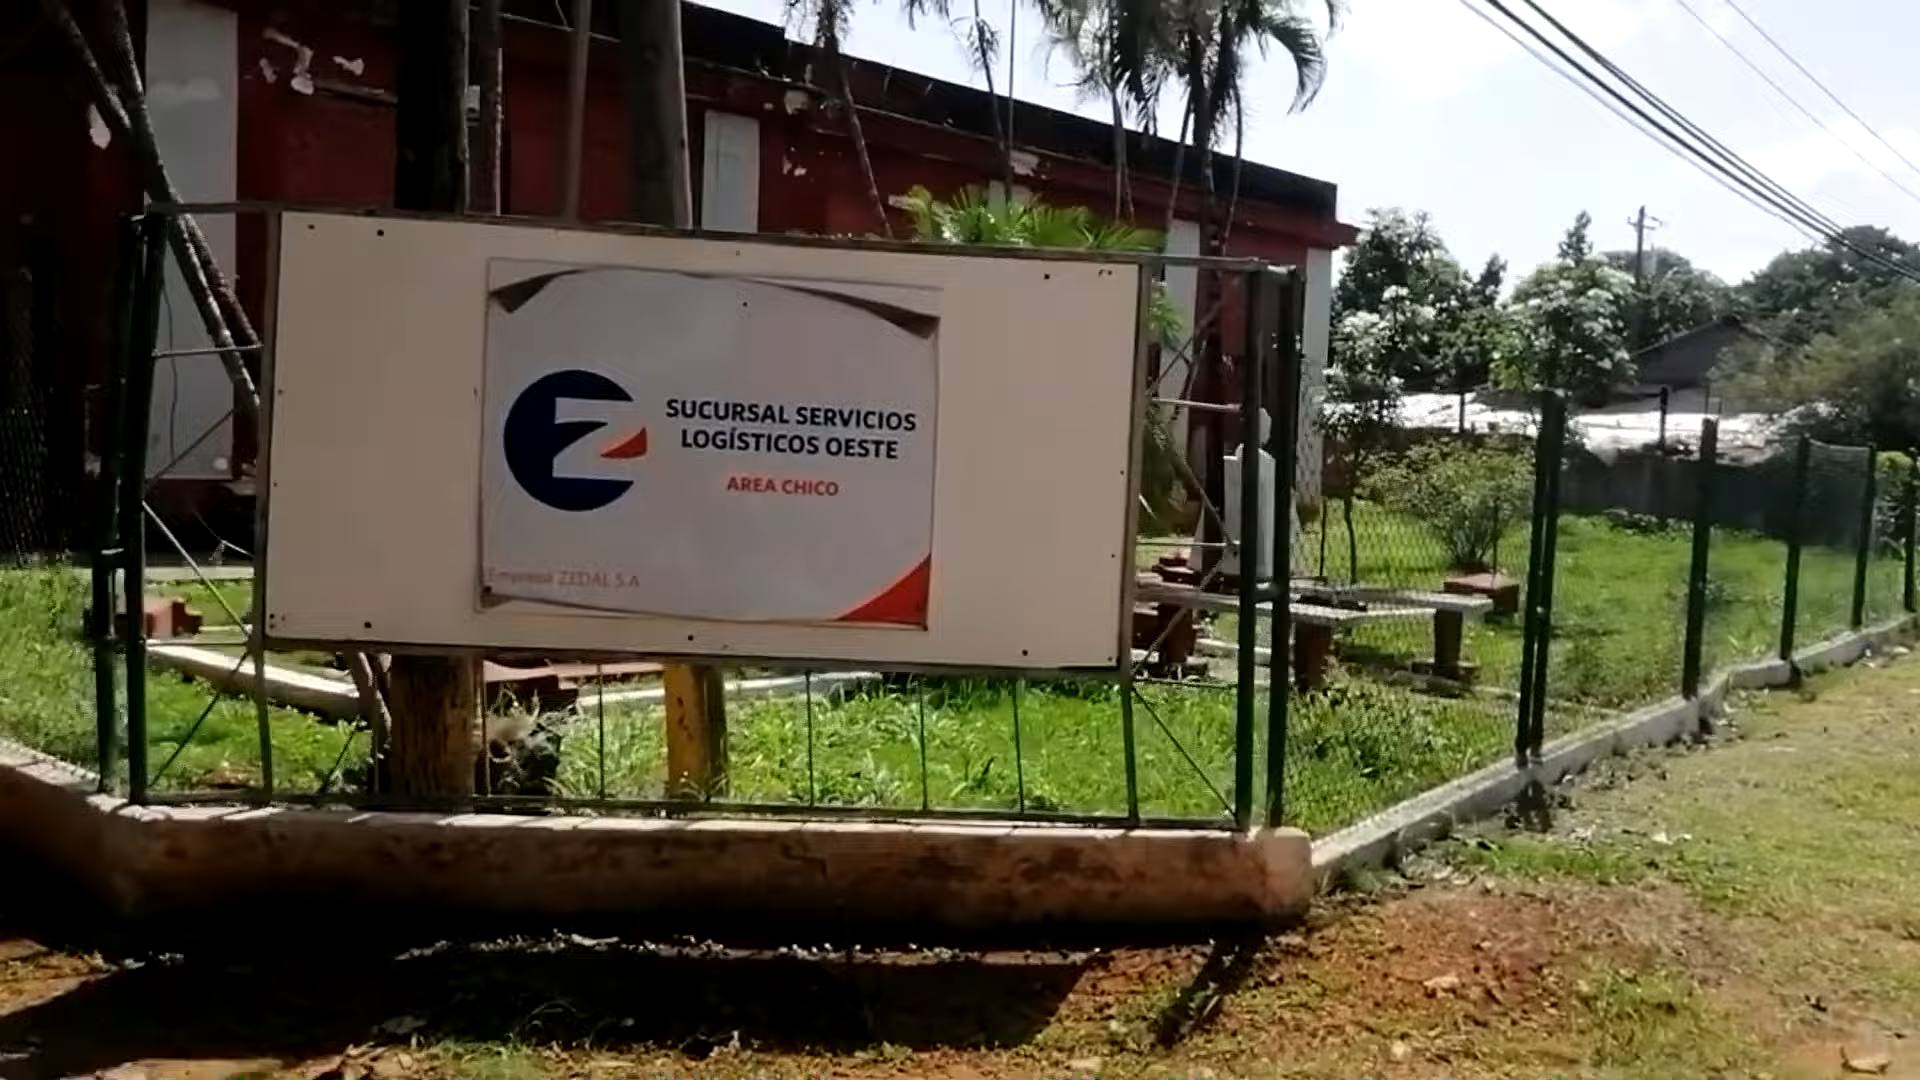 SUCURSAL SERVICIOS
LOGÍSTICOS OESTE
AREA CHICO
Empresa ZEDAL S.A